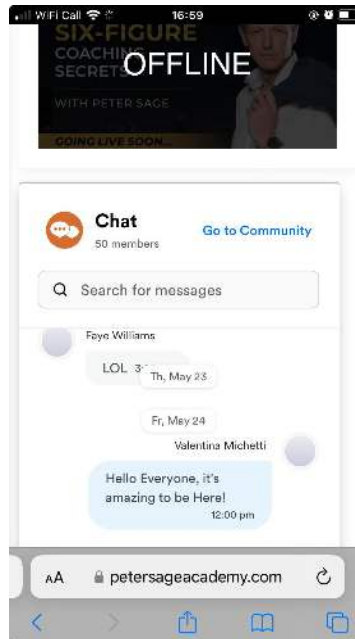 WiFi Call
16:59
SIX-FIGURE
COACHING
SECRETS
OFFLINE
WITH PETER SAGE
GOING LIVE SOON...
Chat
50 members
Go to Community
Search for messages
Faye Williams
LOL
Th, May 23
Fr, May 24
Valentina Michetti
Hello Everyone, it's
amazing to be Here!
12:00 pm
AA
petersageacademy.com